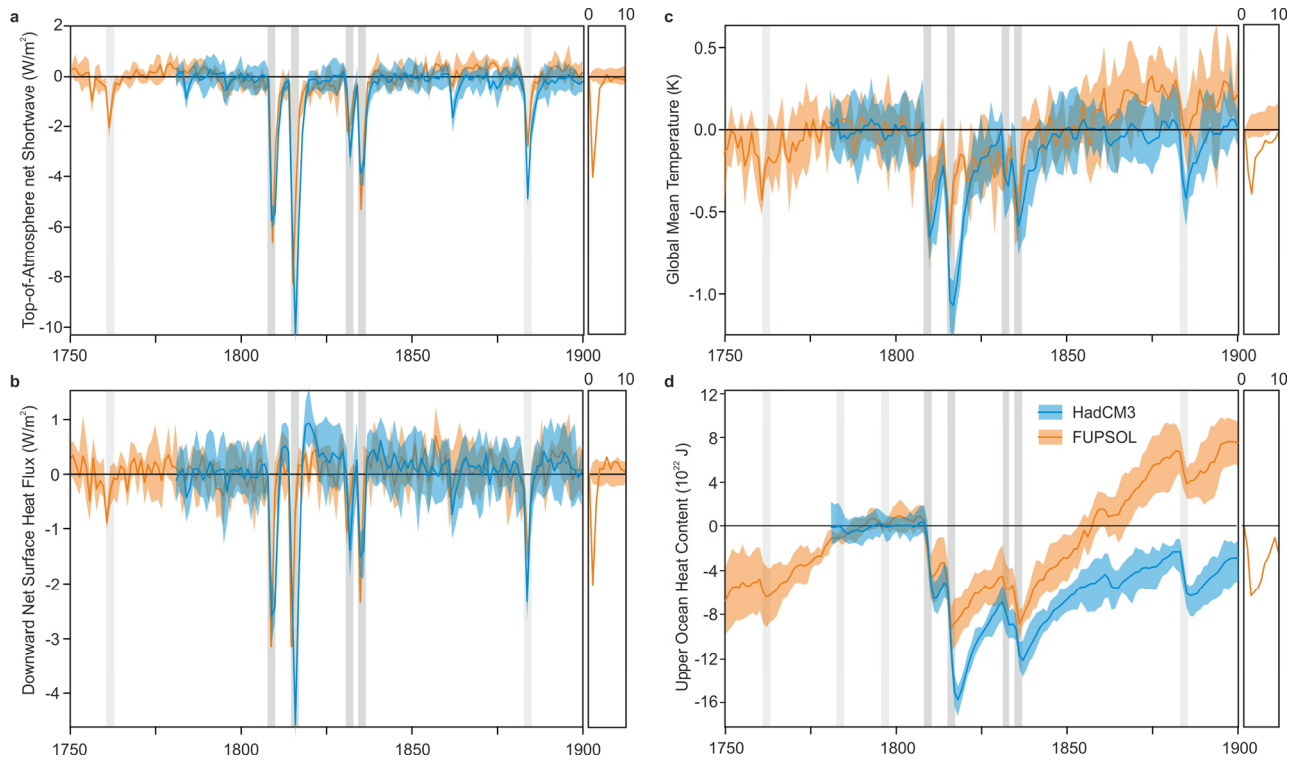 a
0 10
2
0
-2
-4
-6
-8
-10
Top-of-Atmosphere net Shortwave (W/m²)
1750 1800 1850 1900
c
0 10
0.5
0.0
-0.5
-1.0
Global Mean Temperature (K)
1750 1800 1850 1900
b
0 10
1
0
-1
-2
-3
-4
Downward Net Surface Heat Flux (W/m²)
1750 1800 1850 1900
d
0 10
12
8
4
0
-4
-8
-12
-16
Upper Ocean Heat Content (10²² J)
HadCM3
FUPSOL
1750 1800 1850 1900